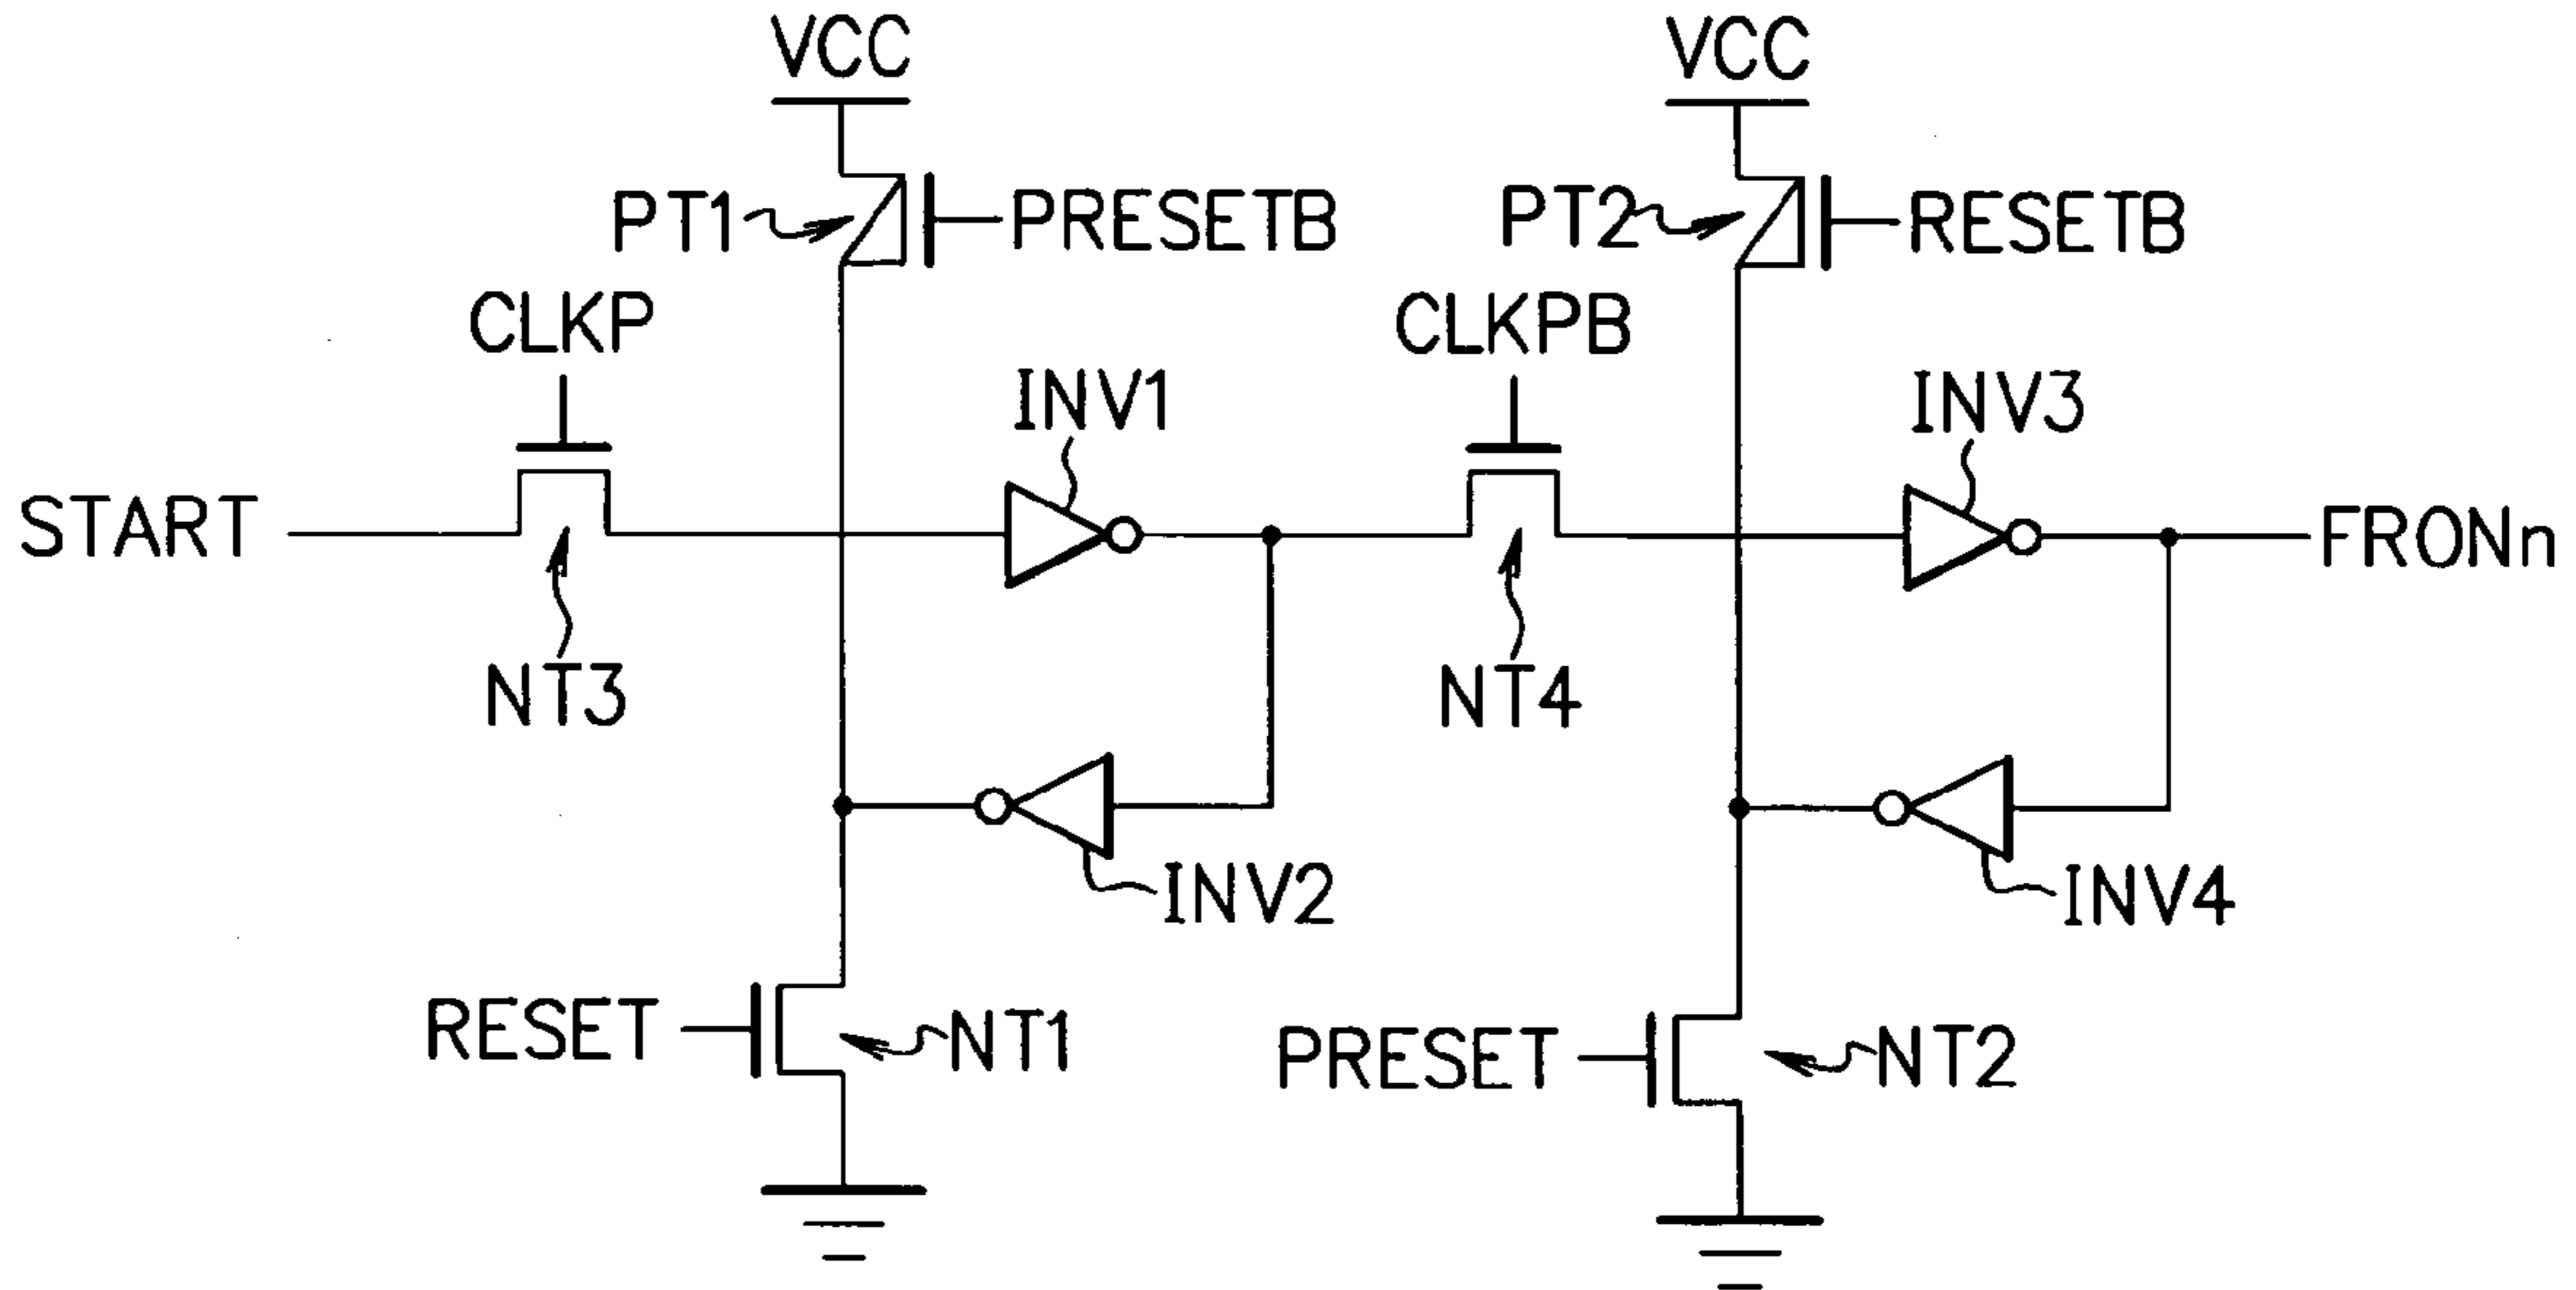 VCC
VCC
PT1
PRESETB
PT2
RESETB
CLKP
CLKPB
INV1
INV3
START
FRONn
NT3
NT4
INV2
INV4
RESET
NT1
PRESET
NT2